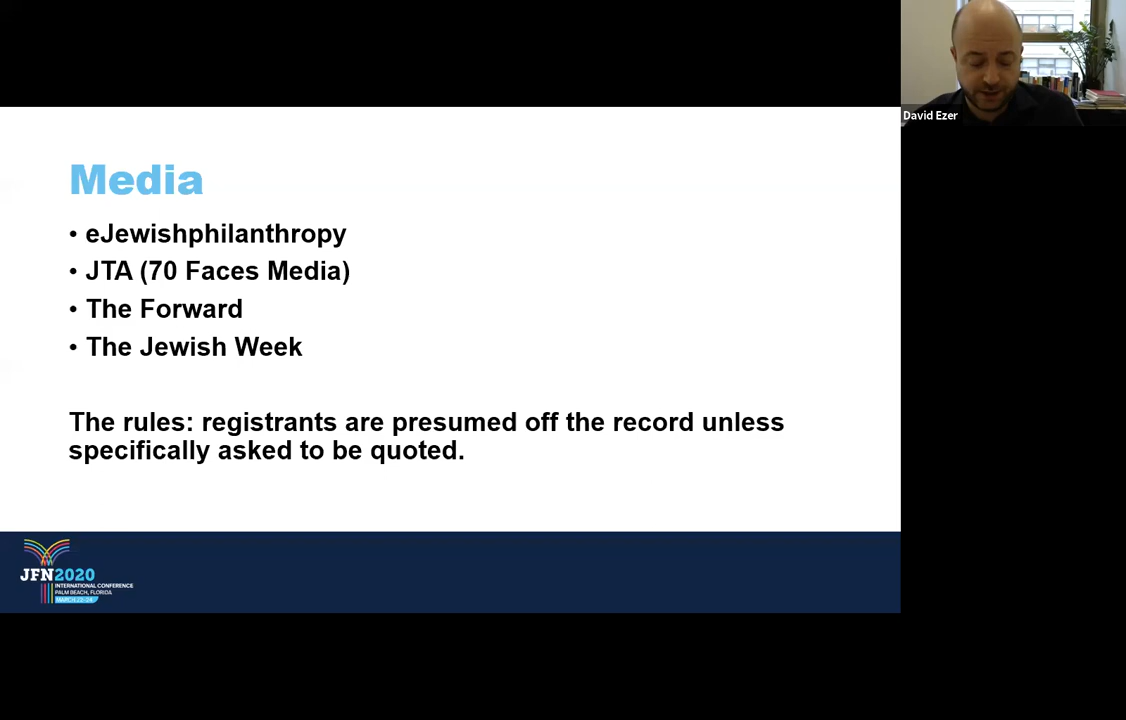 David Ezer
Media
• eJewishphilanthropy
• JTA (70 Faces Media)
• The Forward
• The Jewish Week
The rules: registrants are presumed off the record unless
specifically asked to be quoted.
JFN2020
INTERNATIONAL CONFERENCE
PALM BEACH, FLORIDA